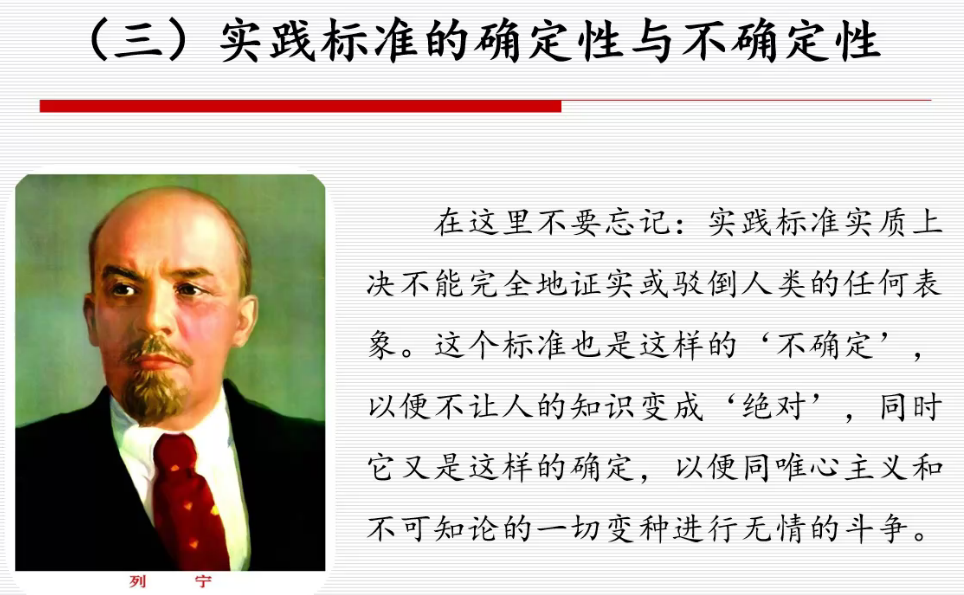 （三）实践标准的确定性与不确定性
在这里不要忘记：实践标准实质上
决不能完全地证实或驳倒人类的任何表
象。这个标准也是这样的‘不确定’，
以便不让人的知识变成‘绝对’，同时
它又是这样的确定，以便同唯心主义和
不可知论的一切变种进行无情的斗争。
列 宁